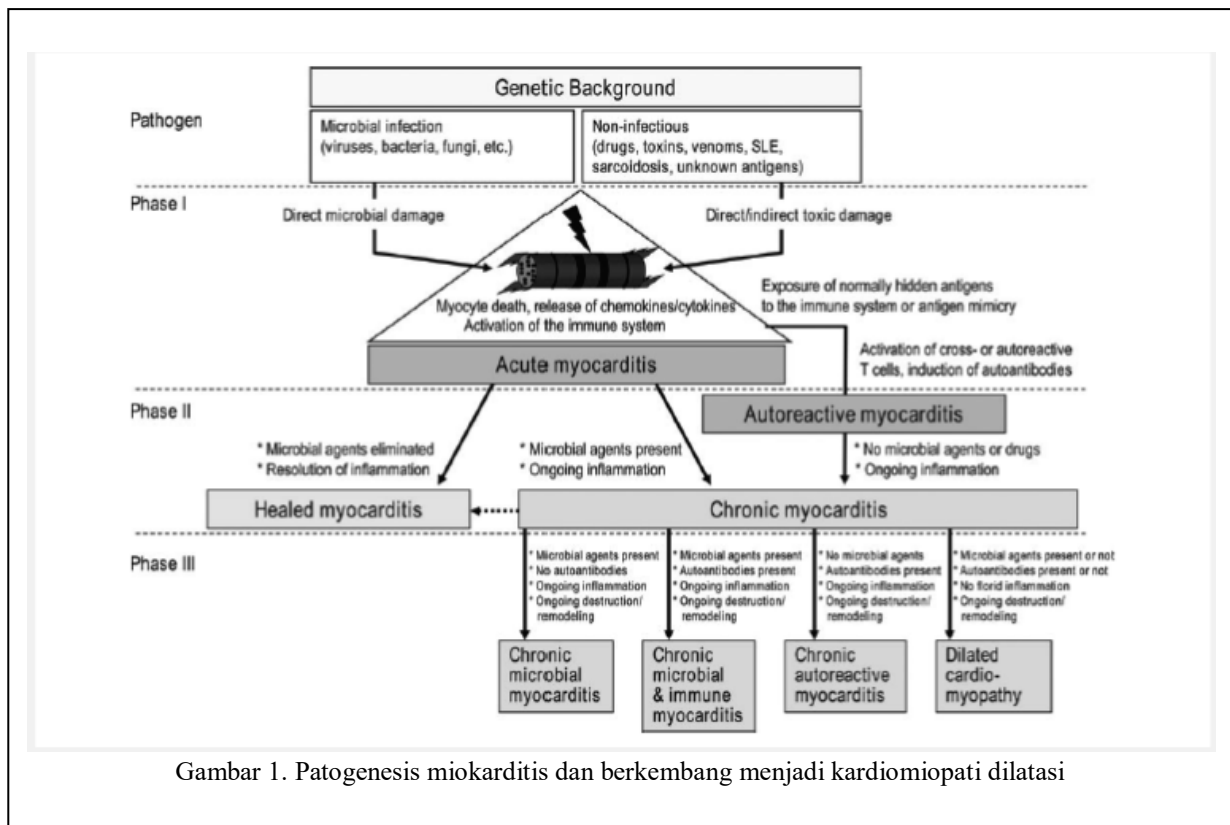 Genetic Background
Pathogen
Microbial infection
(viruses, bacteria, fungi, etc.)
Non-infectious
(drugs, toxins, venoms, SLE,
sarcoidosis, unknown antigens)
Phase I
Direct microbial damage
Direct/indirect toxic damage
Myocyte death, release of chemokines/cytokines
Activation of the immune system
Exposure of normally hidden antigens
to the immune system or antigen mimicry
Acute myocarditis
Activation of cross- or autoreactive
T cells, induction of autoantibodies
Phase II
Autoreactive myocarditis
* Microbial agents eliminated
* Resolution of inflammation
* Microbial agents present
* Ongoing inflammation
* No microbial agents or drugs
* Ongoing inflammation
Healed myocarditis
Chronic myocarditis
Phase III
* Microbial agents present
* No autoantibodies
* Ongoing inflammation
* Ongoing destruction/
remodeling
* Microbial agents present
* Autoantibodies present
* Ongoing inflammation
* Ongoing destruction/
remodeling
* No microbial agents
* Autoantibodies present
* Ongoing inflammation
* Ongoing destruction/
remodeling
* Microbial agents present or not
* Autoantibodies present or not
* No florid inflammation
* Ongoing destruction/
remodeling
Chronic
microbial
myocarditis
Chronic
microbial
& immune
myocarditis
Chronic
autoreactive
myocarditis
Dilated
cardio-
myopathy
Gambar 1. Patogenesis miokarditis dan berkembang menjadi kardiomiopati dilatasi